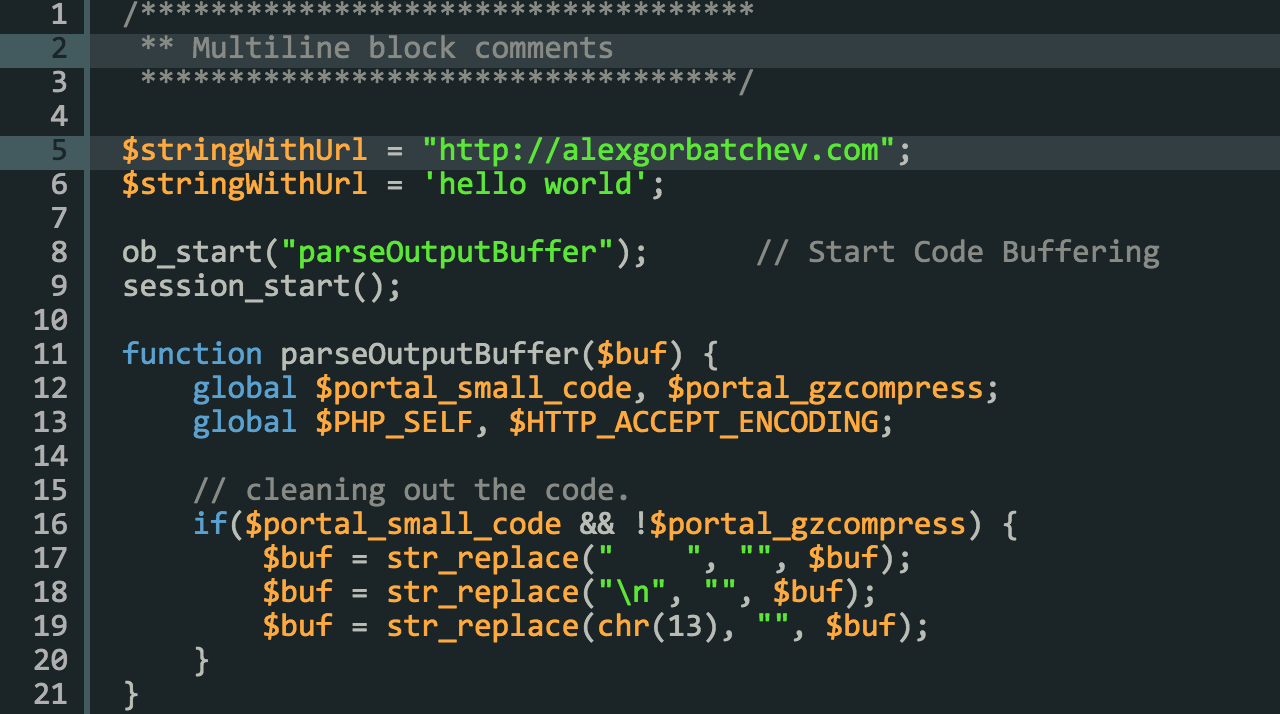 1 /***********************************
2  ** Multiline block comments
3  **********************************/
4
5 $stringWithUrl = "http://alexgorbatchev.com";
6 $stringWithUrl = 'hello world';
7
8 ob_start("parseOutputBuffer");      // Start Code Buffering
9 session_start();
10
11 function parseOutputBuffer($buf) {
12     global $portal_small_code, $portal_gzcompress;
13     global $PHP_SELF, $HTTP_ACCEPT_ENCODING;
14
15     // cleaning out the code.
16     if($portal_small_code && !$portal_gzcompress) {
17         $buf = str_replace("    ", "", $buf);
18         $buf = str_replace("\n", "", $buf);
19         $buf = str_replace(chr(13), "", $buf);
20     }
21 }